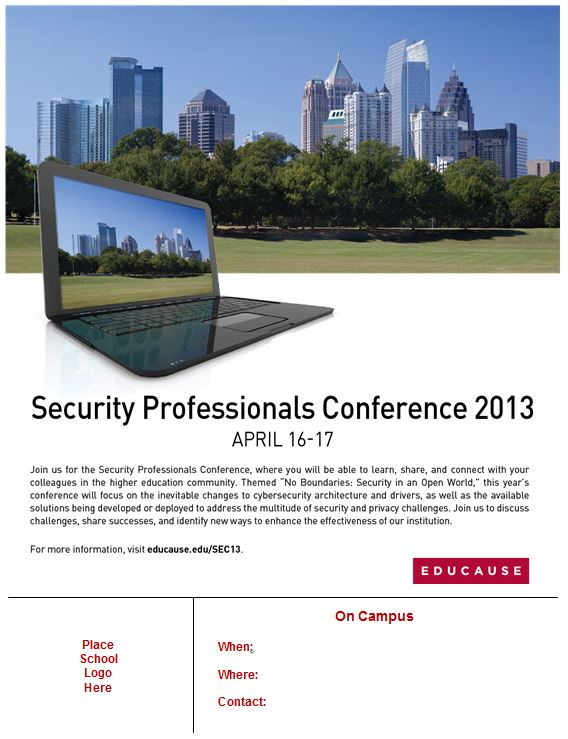 Security Professionals Conference 2013
APRIL 16-17
Join us for the Security Professionals Conference, where you will be able to learn, share, and connect with your
colleagues in the higher education community. Themed "No Boundaries: Security in an Open World," this year's
conference will focus on the inevitable changes to cybersecurity architecture and drivers, as well as the available
solutions being developed or deployed to address the multitude of security and privacy challenges. Join us to discuss
challenges, share successes, and identify new ways to enhance the effectiveness of our institution.
For more information, visit educause.edu/SEC13.
EDUCAUSE
Place
School
Logo
Here
On Campus
When;
Where:
Contact: